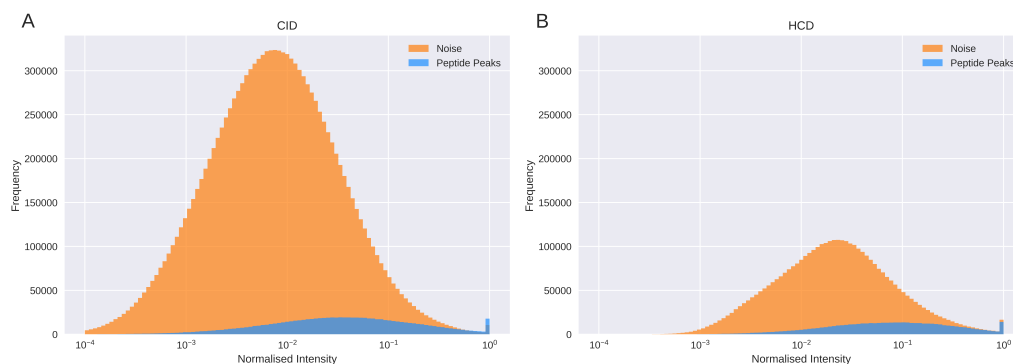 A
CID
Noise
Peptide Peaks
300000
250000
200000
150000
100000
50000
0
Frequency
10⁻⁴
10⁻³
10⁻²
10⁻¹
10⁰
Normalised Intensity
B
HCD
Noise
Peptide Peaks
300000
250000
200000
150000
100000
50000
0
Frequency
10⁻⁴
10⁻³
10⁻²
10⁻¹
10⁰
Normalised Intensity